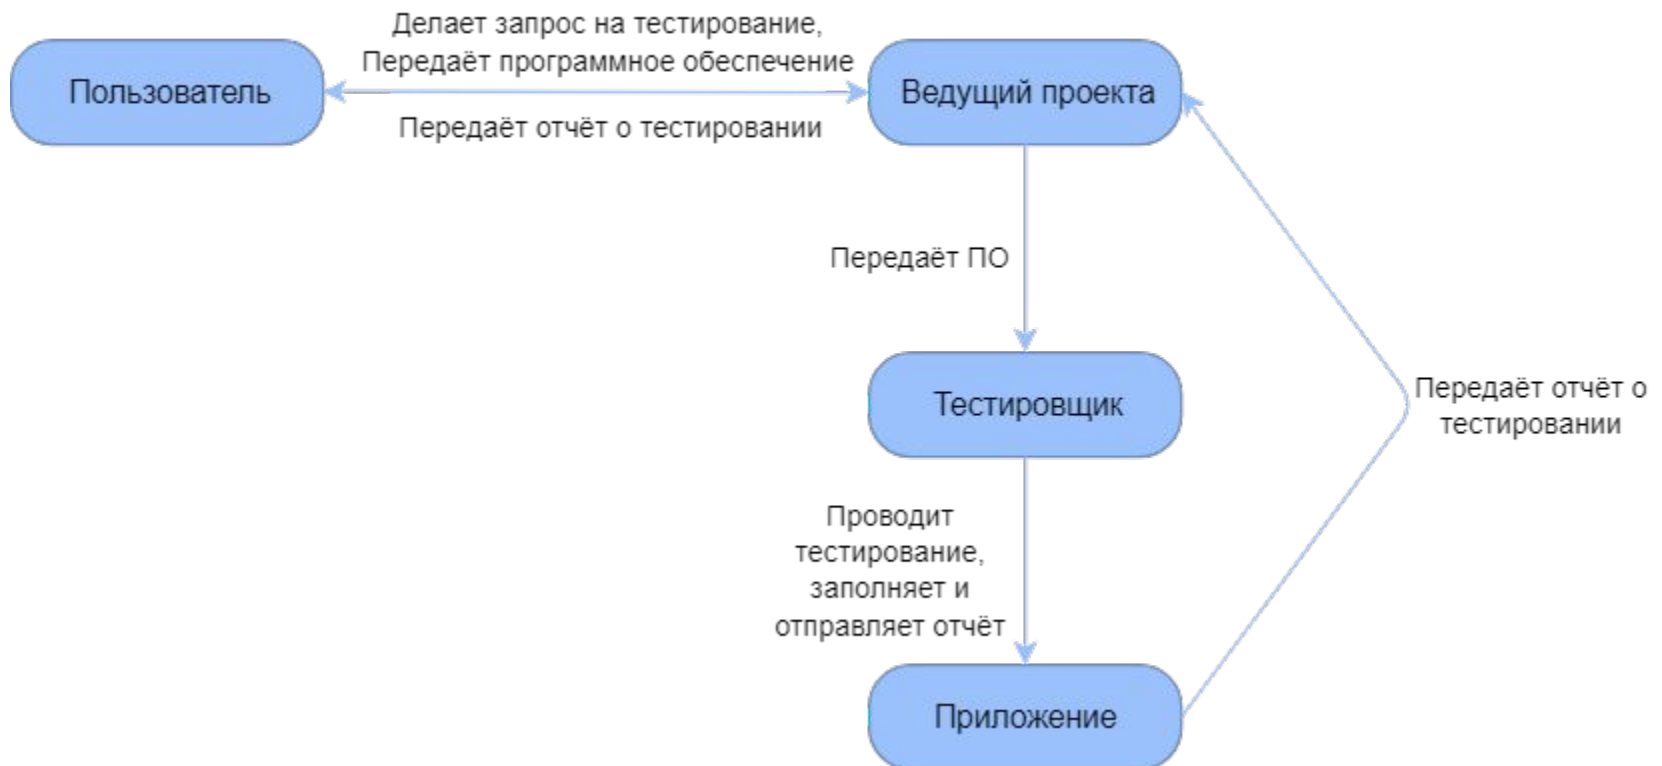 Делает запрос на тестирование,
Передаёт программное обеспечение
Пользователь
Ведущий проекта
Передаёт отчёт о тестировании
Передаёт ПО
Тестировщик
Передаёт отчёт о
тестировании
Проводит
тестирование,
заполняет и
отправляет отчёт
Приложение